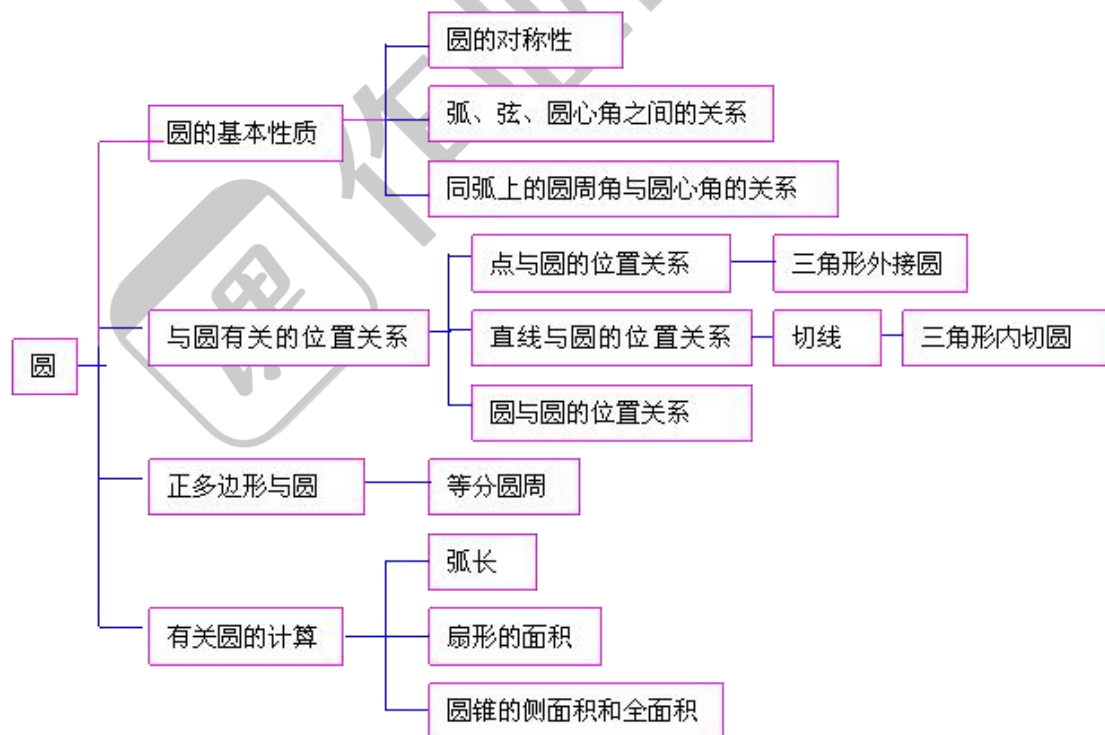 圆的对称性
弧、弦、圆心角之间的关系
圆的基本性质
同弧上的圆周角与圆心角的关系
点与圆的位置关系
三角形外接圆
与圆有关的位置关系
直线与圆的位置关系
切线
三角形内切圆
圆
圆与圆的位置关系
正多边形与圆
等分圆周
弧长
有关圆的计算
扇形的面积
圆锥的侧面积和全面积